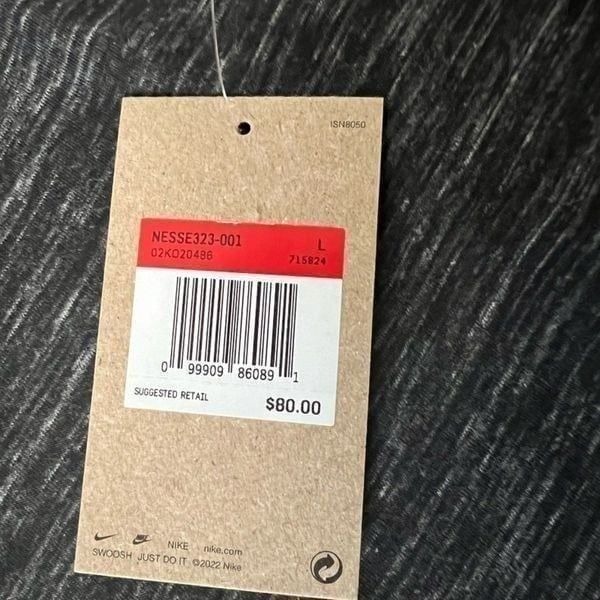 ISN8050
NESSE323-001 L
02KD20486 715824
0 99909 86089 1
SUGGESTED RETAIL
$80.00
NIKE nike.com
SWOOSH JUST DO IT ©2022 Nike